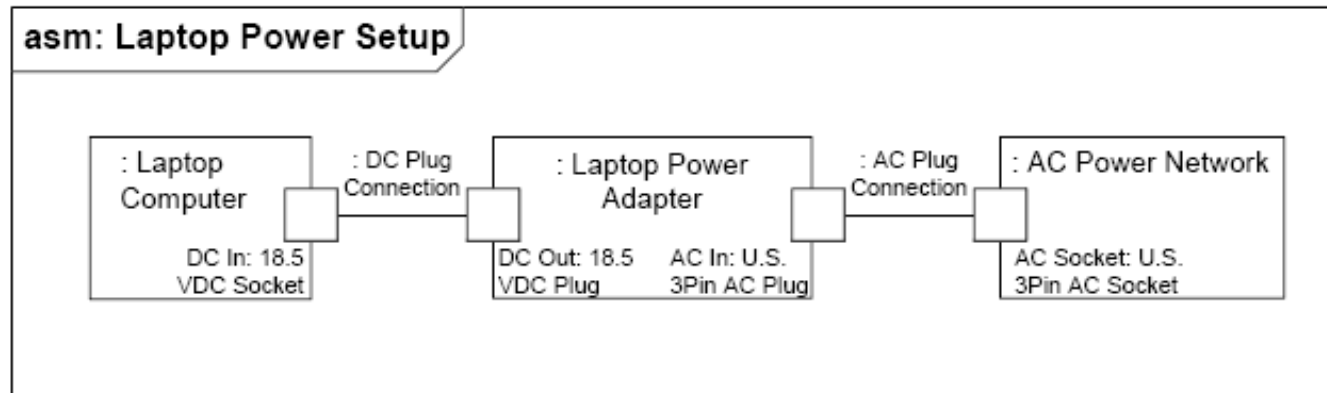 asm: Laptop Power Setup
: Laptop
Computer
DC In: 18.5
VDC Socket
: DC Plug
Connection
: Laptop Power
Adapter
DC Out: 18.5
VDC Plug
AC In: U.S.
3Pin AC Plug
: AC Plug
Connection
: AC Power Network
AC Socket: U.S.
3Pin AC Socket